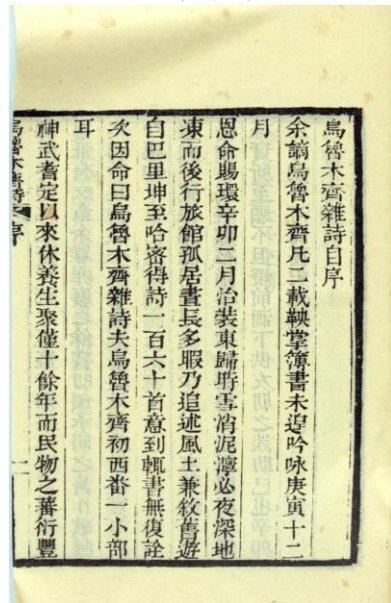 烏魯木齊雜詩自序
余謫烏魯木齊凡二載鞅掌簿書未遑吟咏庚寅十二
月
恩命賜環辛卯二月治裝東歸時雪消泥濘必夜深地
凍而後行旅館孤居晝長多暇乃追述風土兼敘舊遊
自巴里坤至哈密得詩一百六十首意到輒書無復詮
次因命曰烏魯木齊雜詩夫烏魯木齊初西番一小部
耳
神武耆定以來休養生聚僅十餘年而民物之蕃衍豐
烏魯木齊詩 序